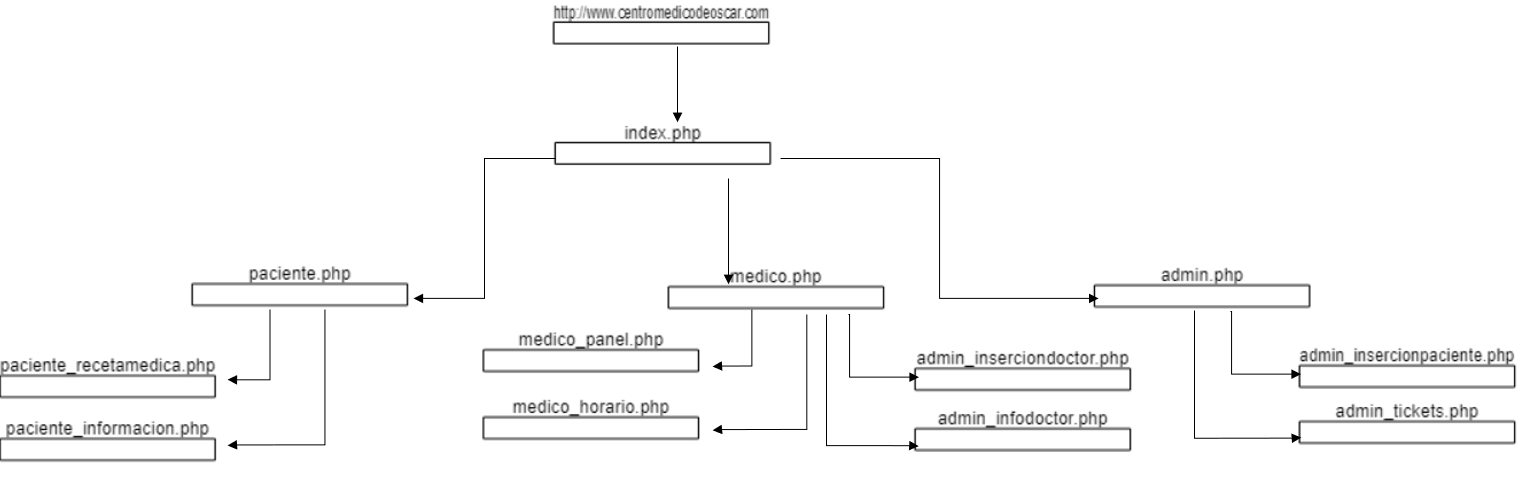 http://www.centromedicodeoscar.com
index.php
paciente.php
medico.php
admin.php
paciente_recetamedica.php
medico_panel.php
admin_inserciondoctor.php
admin_insercionpaciente.php
paciente_informacion.php
medico_horario.php
admin_infodoctor.php
admin_tickets.php